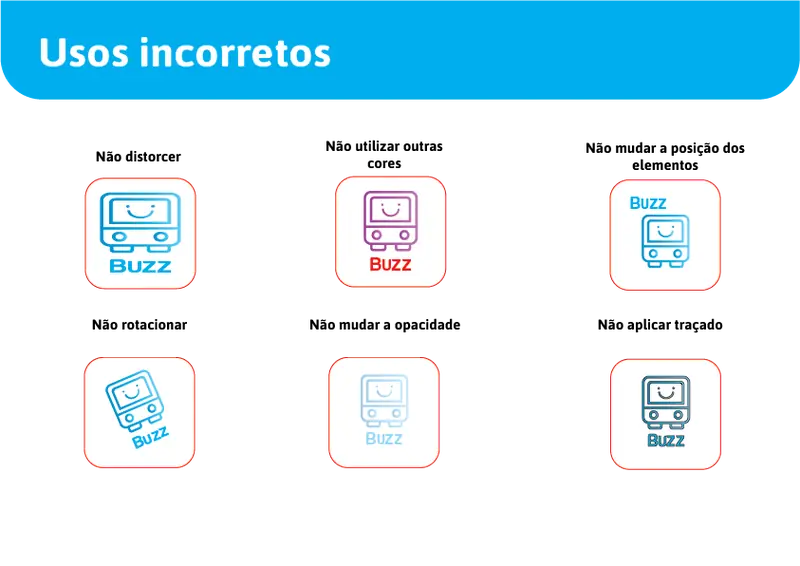 Usos incorretos
Não distorcer
Não utilizar outras
cores
Não mudar a posição dos
elementos
Buzz
Buzz
Buzz
Não rotacionar
Não mudar a opacidade
Não aplicar traçado
Buzz
Buzz
Buzz